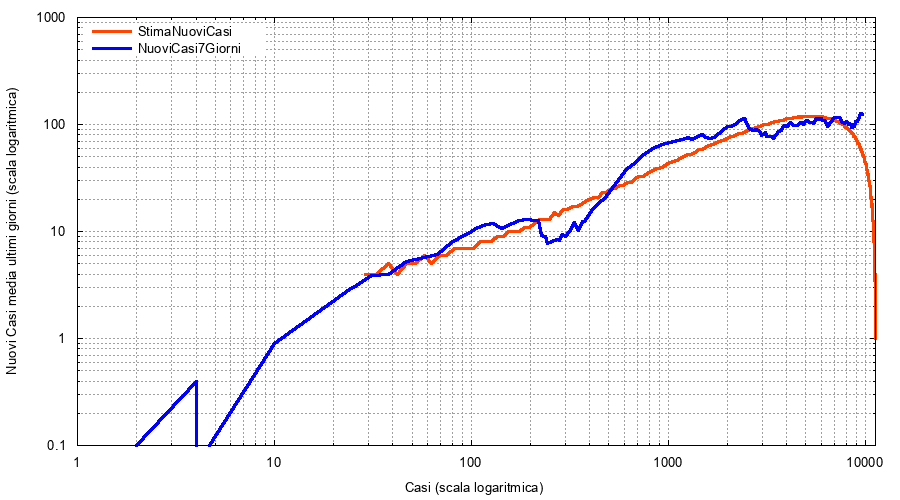 1000
100
10
1
0.1
StimaNuoviCasi
NuoviCasi7Giorni
Nuovi Casi media ultimi giorni (scala logaritmica)
1 10 100 1000 10000
Casi (scala logaritmica)